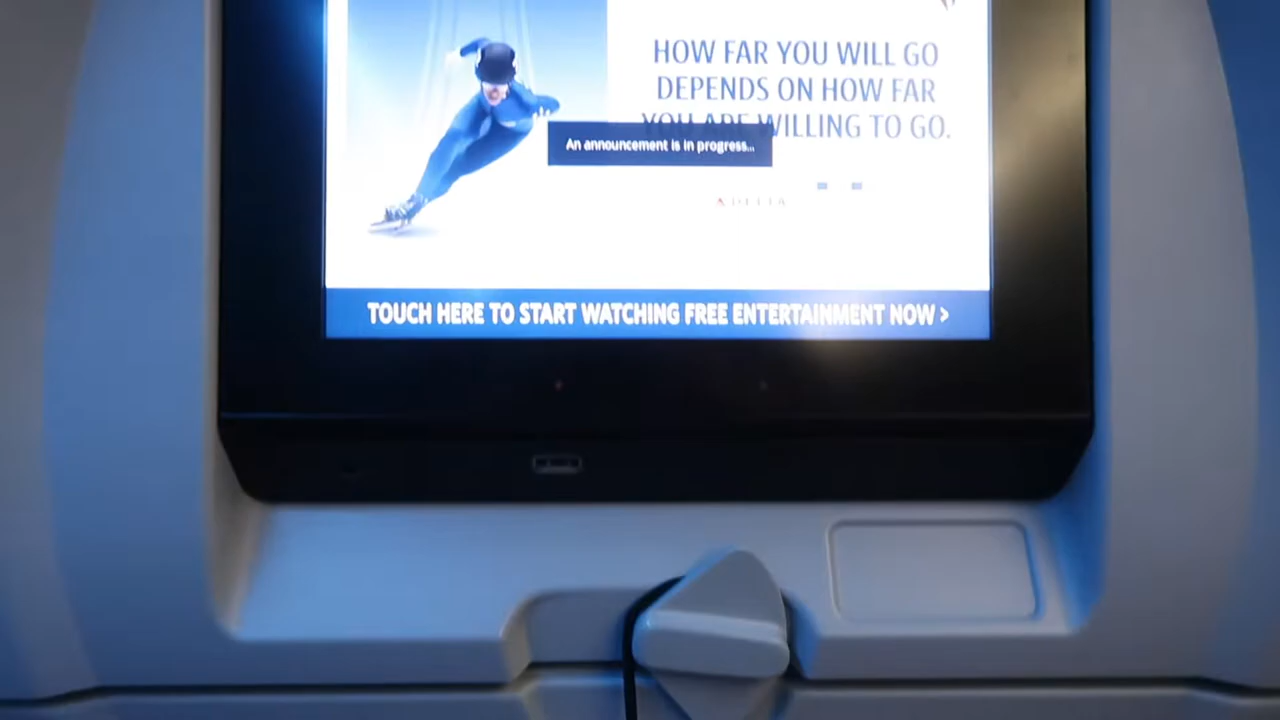 HOW FAR YOU WILL GO
DEPENDS ON HOW FAR
YOU ARE WILLING TO GO.
An announcement is in progress...
DELTA
TOUCH HERE TO START WATCHING FREE ENTERTAINMENT NOW >